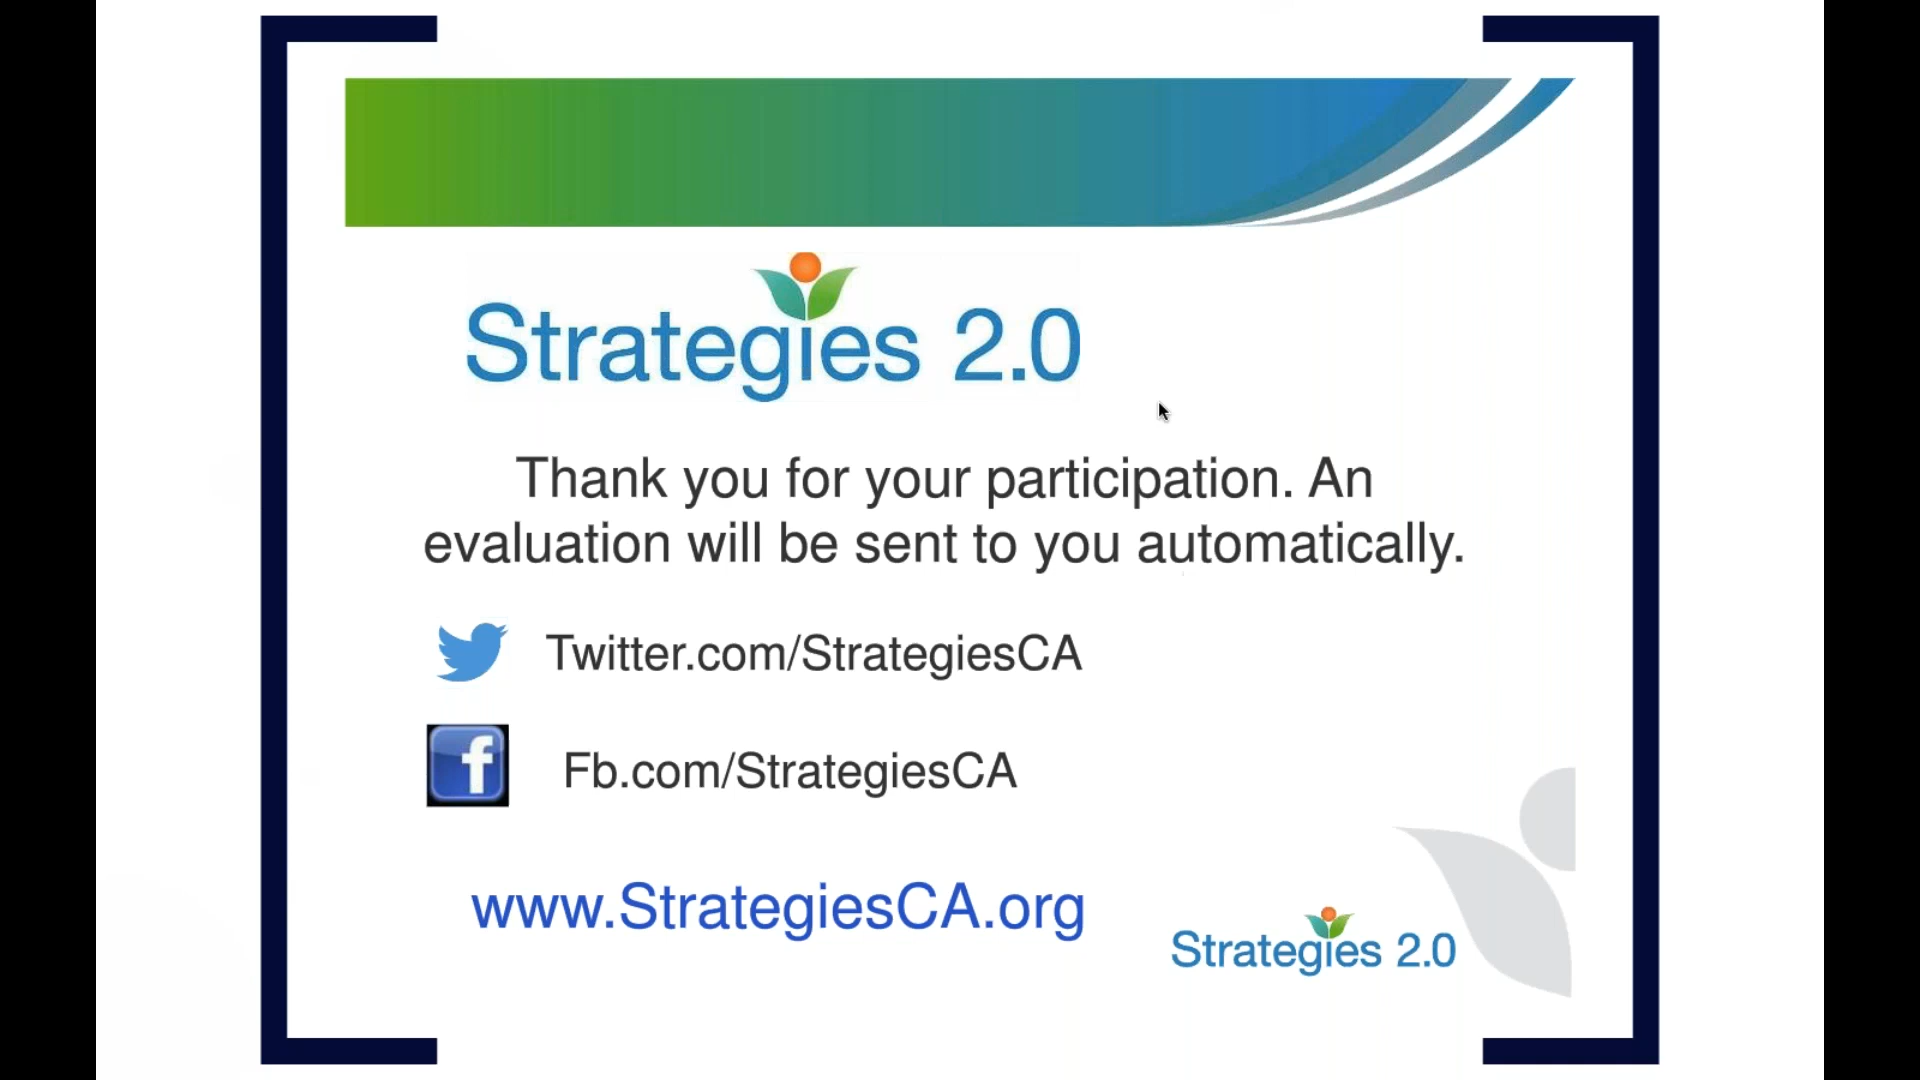 Strategies 2.0
Thank you for your participation. An
evaluation will be sent to you automatically.
Twitter.com/StrategiesCA
f
Fb.com/StrategiesCA
www.StrategiesCA.org
Strategies 2.0